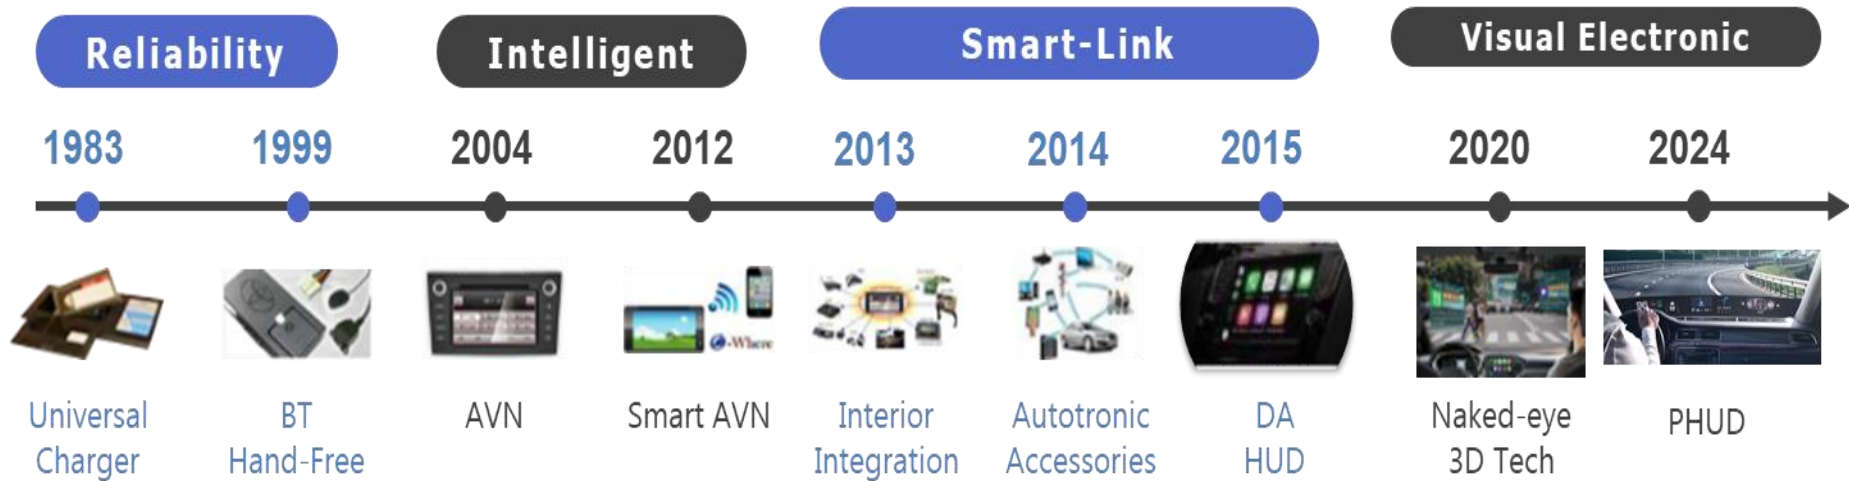 Reliability
Intelligent
Smart-Link
Visual Electronic
1983
1999
2004
2012
2013
2014
2015
2020
2024
e-Where
Universal
Charger
BT
Hand-Free
AVN
Smart AVN
Interior
Integration
Autotronic
Accessories
DA
HUD
Naked-eye
3D Tech
PHUD